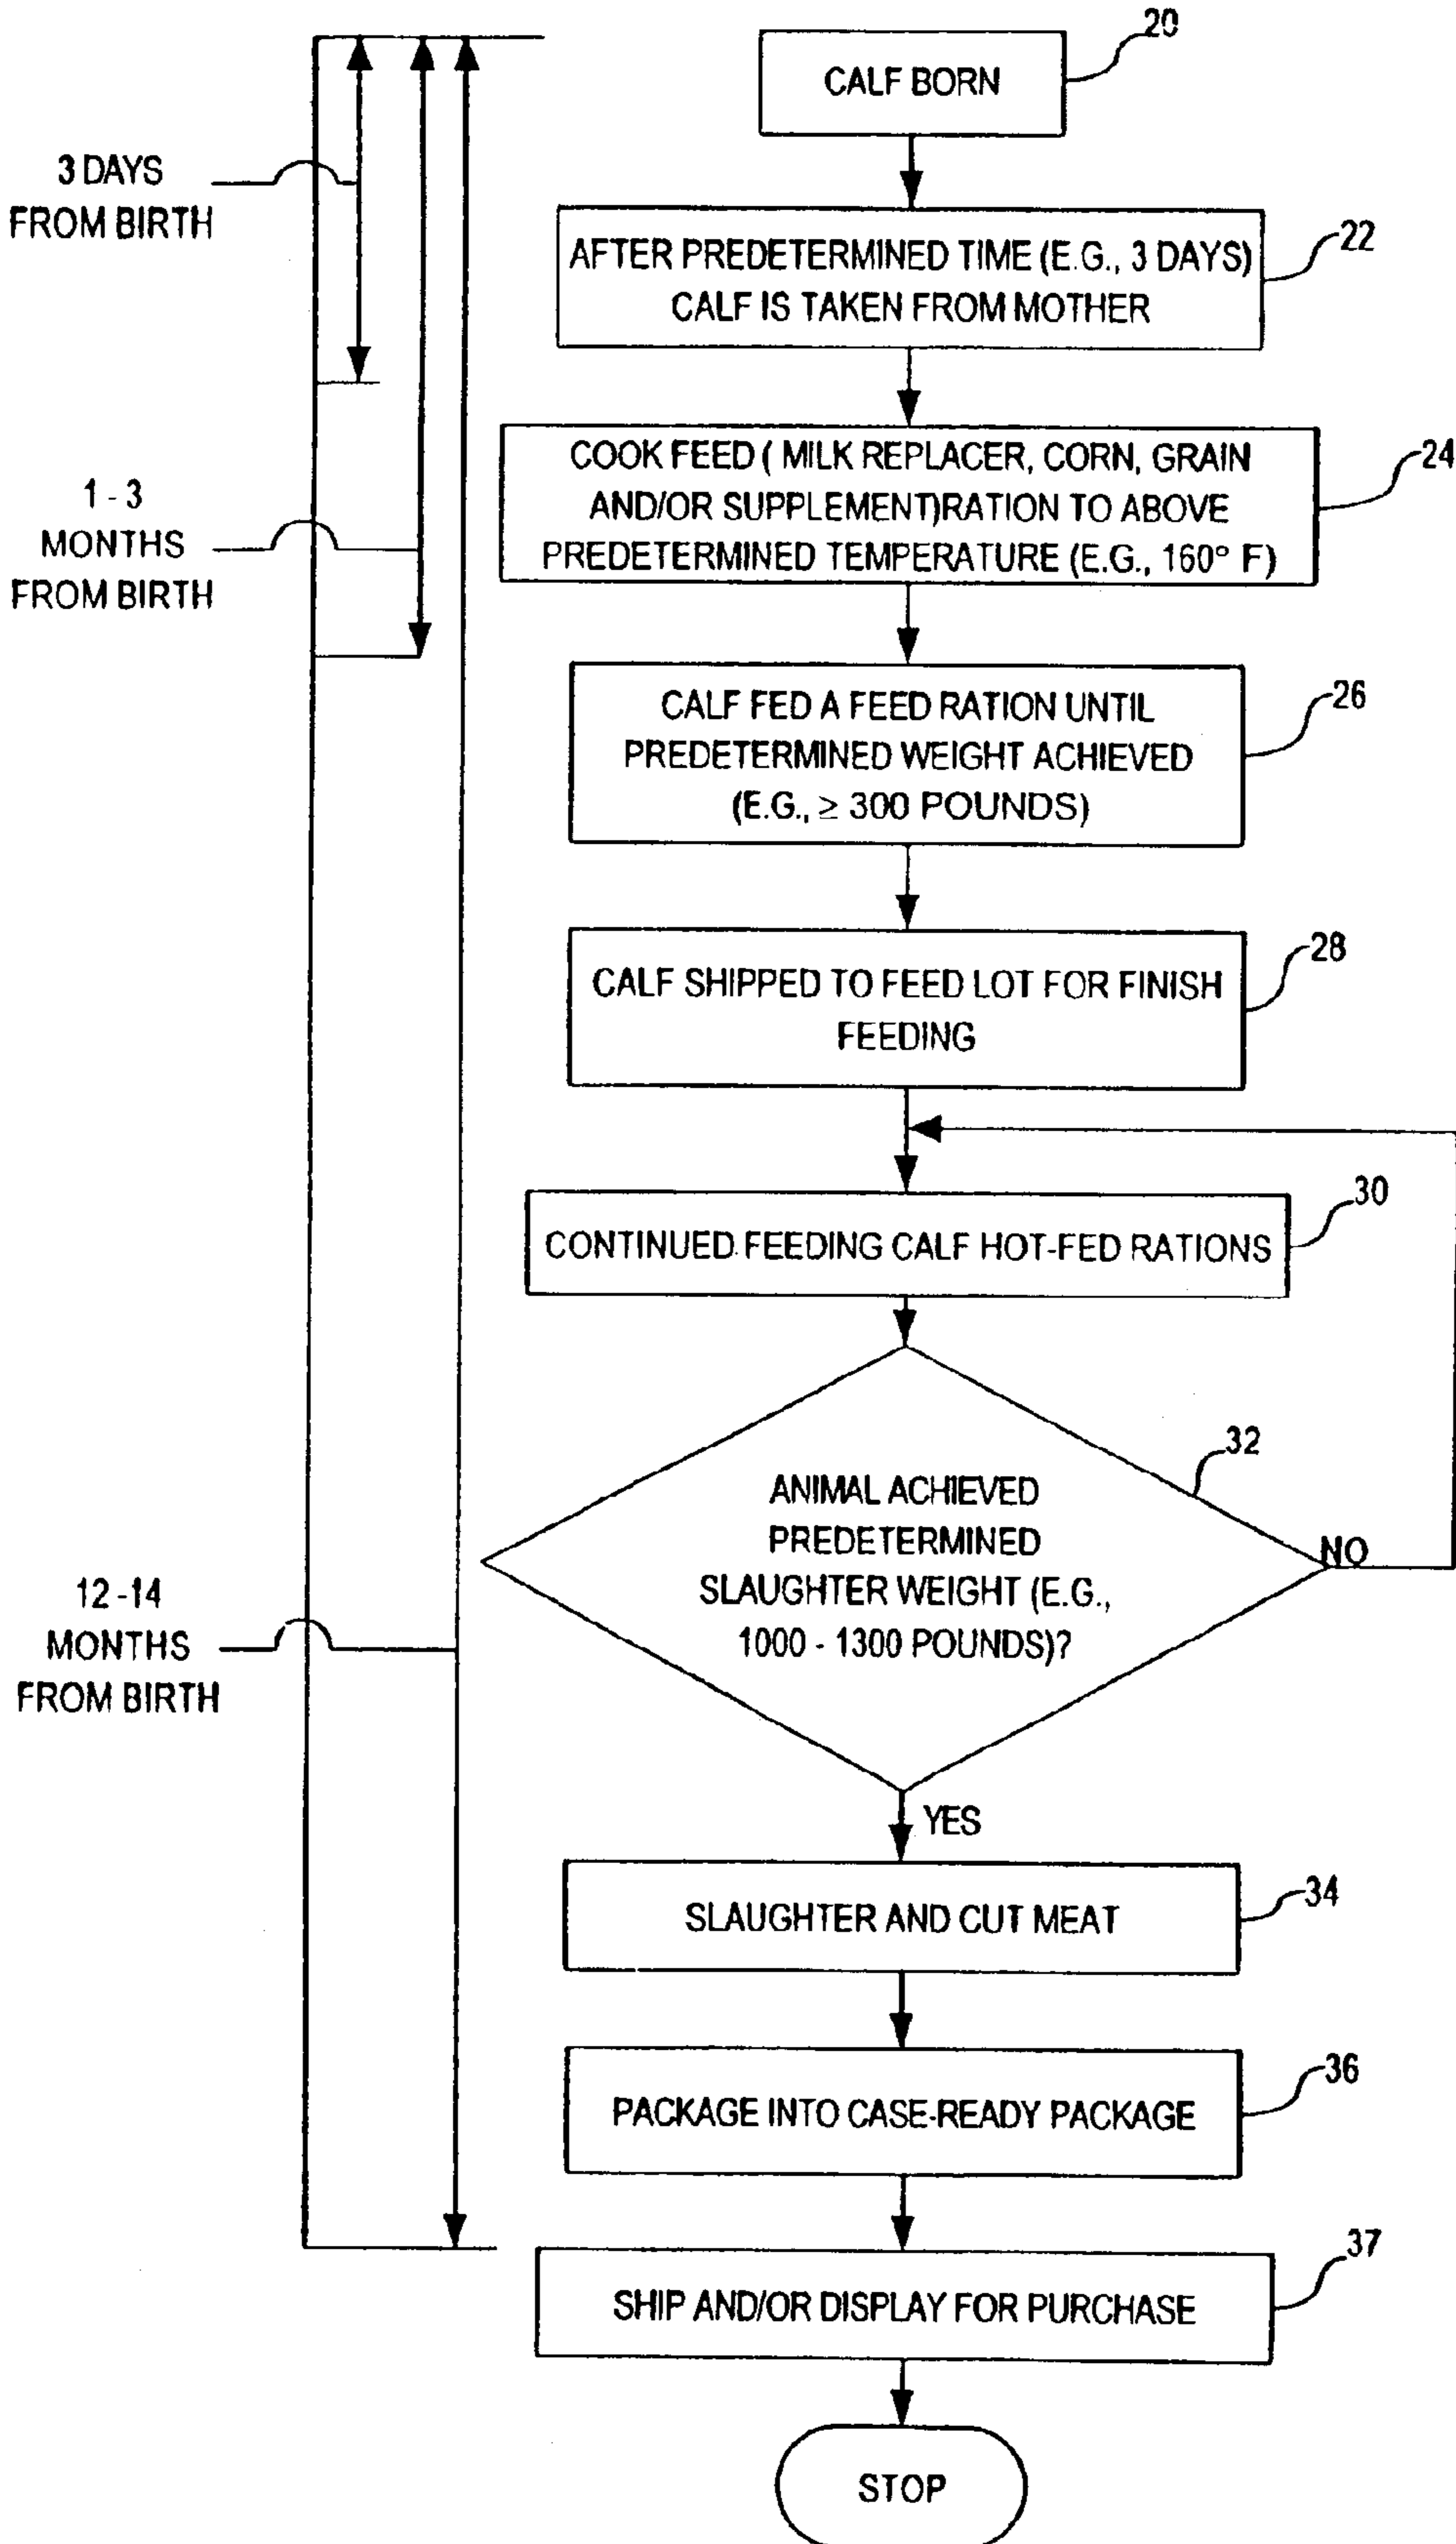 20
CALF BORN
3 DAYS
FROM BIRTH
22
AFTER PREDETERMINED TIME (E.G., 3 DAYS)
CALF IS TAKEN FROM MOTHER
24
COOK FEED ( MILK REPLACER, CORN, GRAIN
AND/OR SUPPLEMENT)RATION TO ABOVE
PREDETERMINED TEMPERATURE (E.G., 160° F)
1 - 3
MONTHS
FROM BIRTH
26
CALF FED A FEED RATION UNTIL
PREDETERMINED WEIGHT ACHIEVED
(E.G., ≥ 300 POUNDS)
28
CALF SHIPPED TO FEED LOT FOR FINISH
FEEDING
30
CONTINUED FEEDING CALF HOT-FED RATIONS
32
ANIMAL ACHIEVED
PREDETERMINED
SLAUGHTER WEIGHT (E.G.,
1000 - 1300 POUNDS)?
NO
12 -14
MONTHS
FROM BIRTH
YES
34
SLAUGHTER AND CUT MEAT
36
PACKAGE INTO CASE-READY PACKAGE
37
SHIP AND/OR DISPLAY FOR PURCHASE
STOP